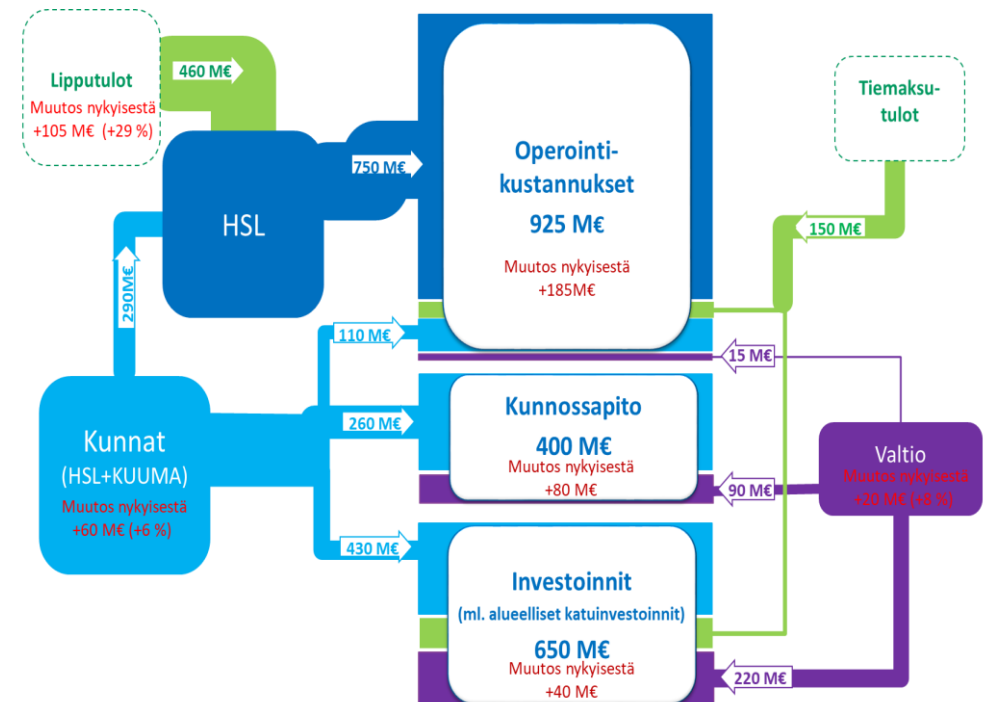 Lipputulot
Muutos nykyisestä
+105 M€ (+29 %)
460 M€
HSL
750 M€
Operointi-
kustannukset
925 M€
Muutos nykyisestä
+185M€
Tiemaksu-
tulot
150 M€
290M€
110 M€
15 M€
Kunnat
(HSL+KUUMA)
Muutos nykyisestä
+60 M€ (+6 %)
260 M€
Kunnossapito
400 M€
Muutos nykyisestä
+80 M€
90 M€
Valtio
Muutos nykyisestä
+20 M€ (+8 %)
430 M€
Investoinnit
(ml. alueelliset katuinvestoinnit)
650 M€
Muutos nykyisestä
+40 M€
220 M€